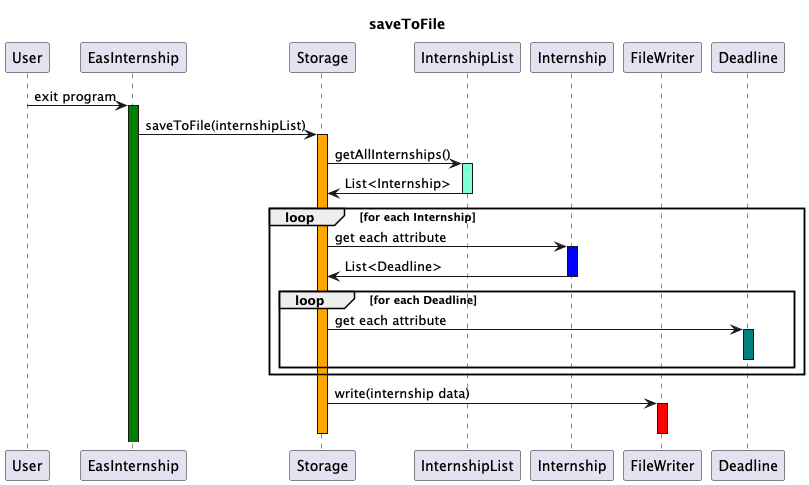 saveToFile
User EasInternship Storage InternshipList Internship FileWriter Deadline
exit program
saveToFile(internshipList)
getAllInternships()
List<Internship>
loop [for each Internship]
get each attribute
List<Deadline>
loop [for each Deadline]
get each attribute
write(internship data)
User EasInternship Storage InternshipList Internship FileWriter Deadline